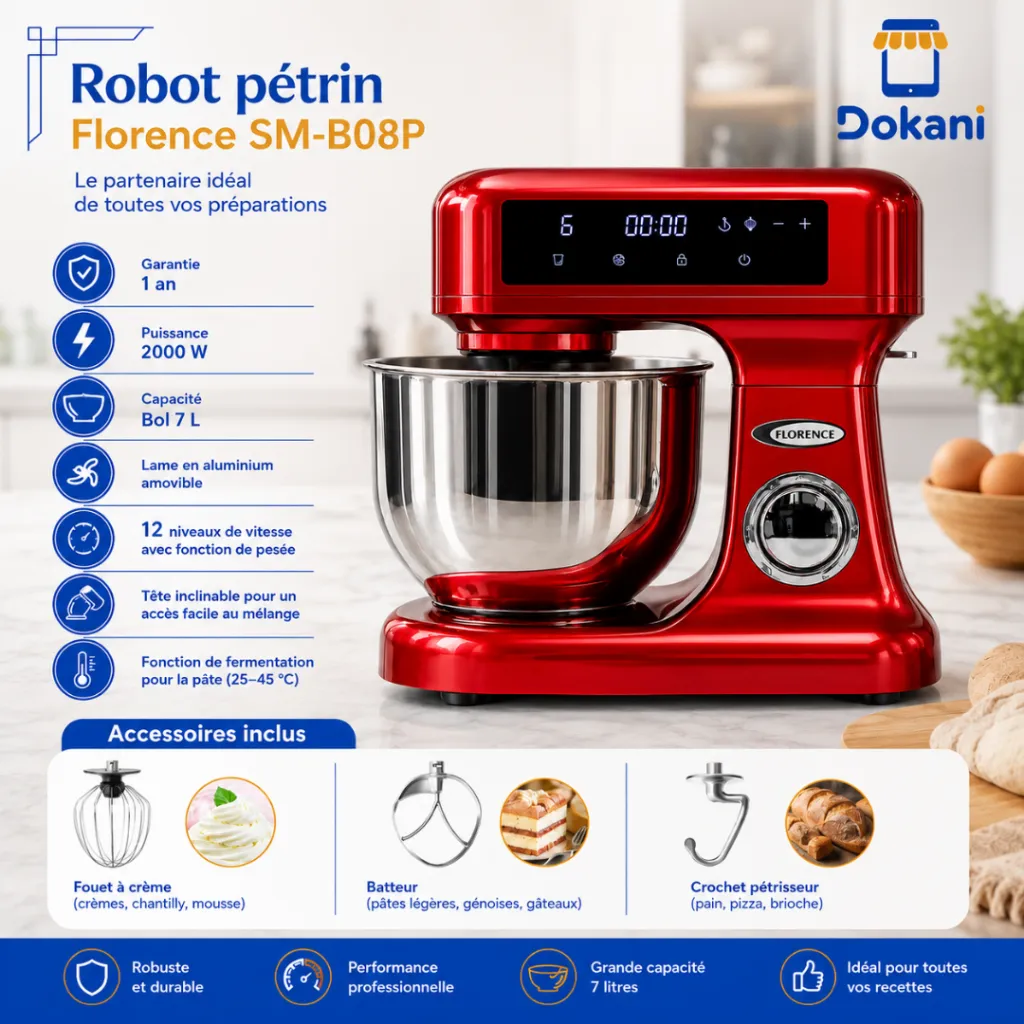 Robot pétrin
Florence SM-B08P
Le partenaire idéal
de toutes vos préparations
Dokani
6 00:00 − +
FLORENCE
Garantie
1 an
Puissance
2000 W
Capacité
Bol 7 L
Lame en aluminium
amovible
12 niveaux de vitesse
avec fonction de pesée
Tête inclinable pour un
accès facile au mélange
Fonction de fermentation
pour la pâte (25–45 °C)
Accessoires inclus
Fouet à crème
(crèmes, chantilly, mousse)
Batteur
(pâtes légères, génoises, gâteaux)
Crochet pétrisseur
(pain, pizza, brioche)
Robuste
et durable
Performance
professionnelle
Grande capacité
7 litres
Idéal pour toutes
vos recettes